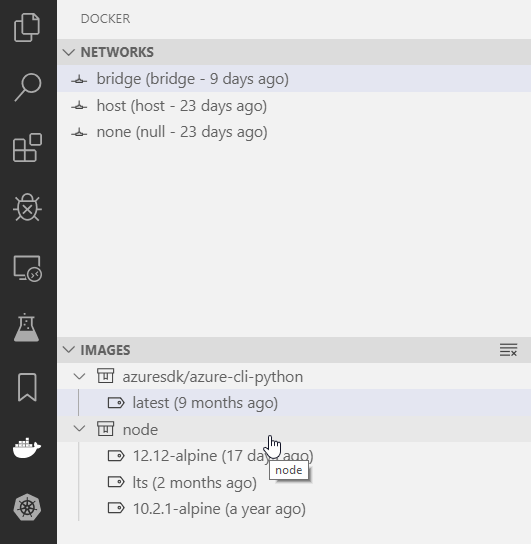 DOCKER
NETWORKS
bridge (bridge - 9 days ago)
host (host - 23 days ago)
none (null - 23 days ago)
IMAGES
azuresdk/azure-cli-python
latest (9 months ago)
node
12.12-alpine (17 days ago)
node
lts (2 months ago)
10.2.1-alpine (a year ago)